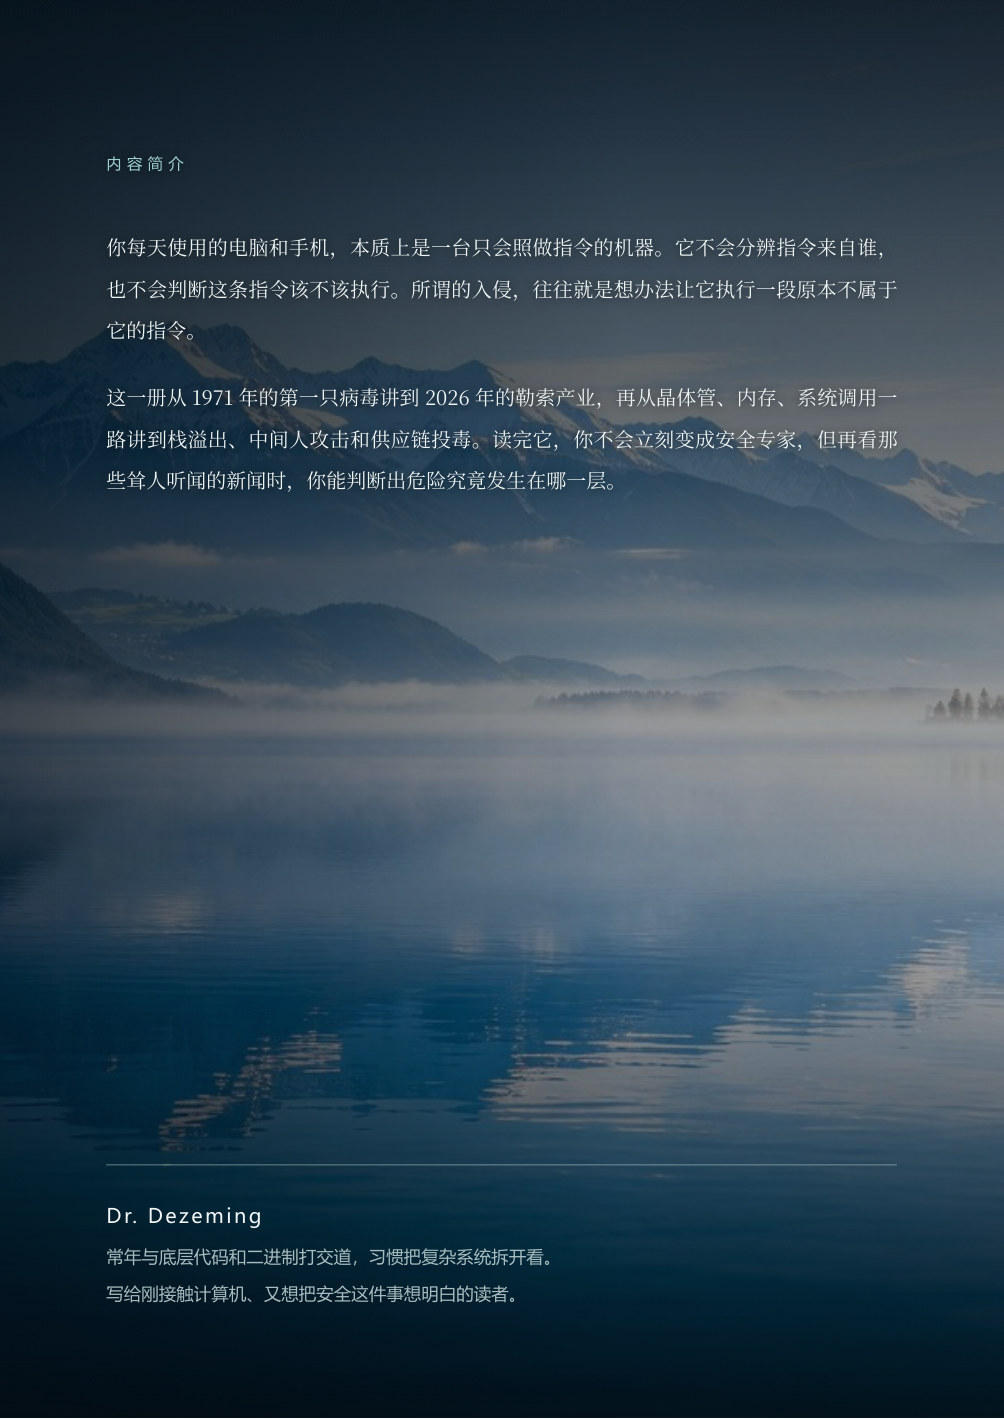 内容简介
你每天使用的电脑和手机，本质上是一台只会照做指令的机器。它不会分辨指令来自谁，
也不会判断这条指令该不该执行。所谓的入侵，往往就是想办法让它执行一段原本不属于
它的指令。
这一册从 1971 年的第一只病毒讲到 2026 年的勒索产业，再从晶体管、内存、系统调用一
路讲到栈溢出、中间人攻击和供应链投毒。读完它，你不会立刻变成安全专家，但再看那
些耸人听闻的新闻时，你能判断出危险究竟发生在哪一层。
Dr. Dezeming
常年与底层代码和二进制打交道，习惯把复杂系统拆开看。
写给刚接触计算机、又想把安全这件事想明白的读者。